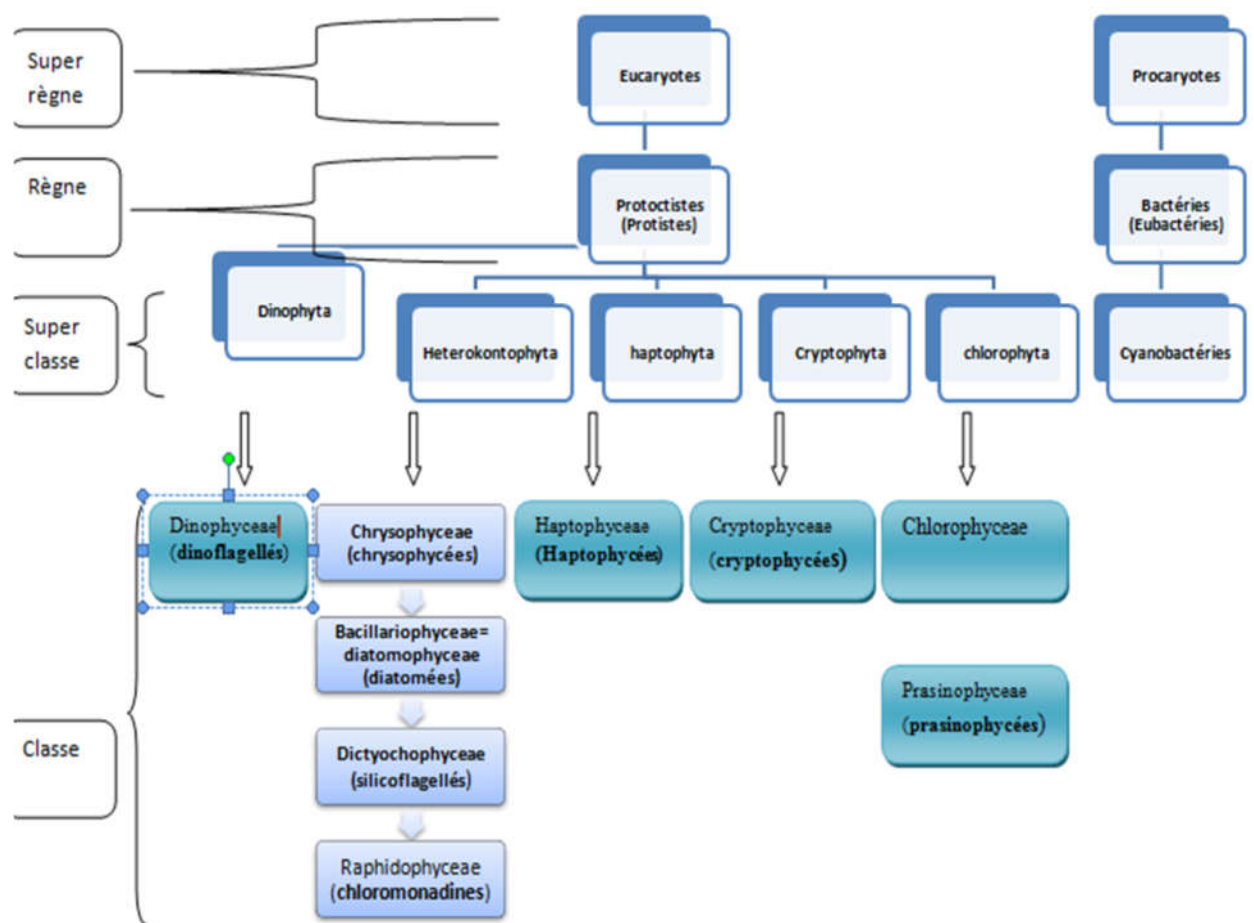 Super
règne
Eucaryotes
Procaryotes
Règne
Protoctistes
(Protistes)
Bactéries
(Eubactéries)
Super
classe
Dinophyta
Heterokontophyta
haptophyta
Cryptophyta
chlorophyta
Cyanobactéries
Classe
Dinophyceae
(dinoflagellés)
Chrysophyceae
(chrysophycées)
Haptophyceae
(Haptophycées)
Cryptophyceae
(cryptophycéeS)
Chlorophyceae
Bacillariophyceae=
diatomophyceae
(diatomées)
Prasinophyceae
(prasinophycées)
Dictyochophyceae
(silicoflagellés)
Raphidophyceae
(chloromonadines)